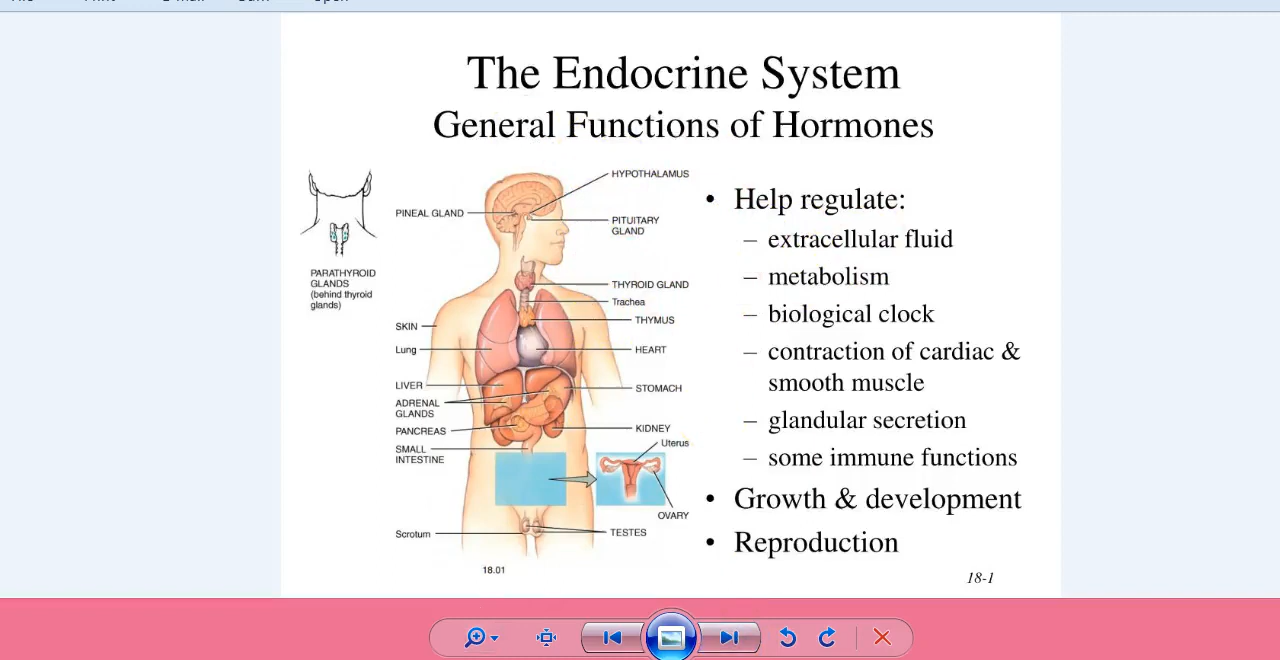 The Endocrine System
General Functions of Hormones
HYPOTHALAMUS
PINEAL GLAND
PITUITARY
GLAND
PARATHYROID
GLANDS
(behind thyroid
glands)
THYROID GLAND
Trachea
THYMUS
SKIN
Lung
HEART
LIVER
STOMACH
ADRENAL
GLANDS
PANCREAS
KIDNEY
SMALL
INTESTINE
Uterus
OVARY
Scrotum
TESTES
18.01
• Help regulate:
– extracellular fluid
– metabolism
– biological clock
– contraction of cardiac &
smooth muscle
– glandular secretion
– some immune functions
• Growth & development
• Reproduction
18-1